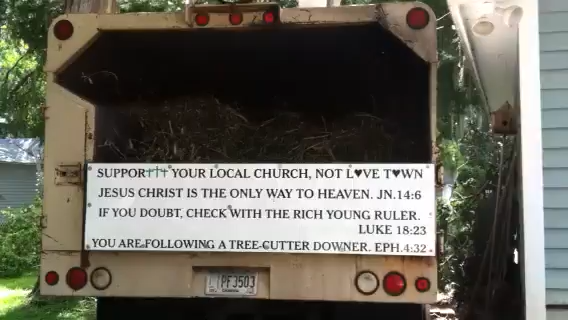 SUPPOR††† YOUR LOCAL CHURCH, NOT L♥VE T♥WN
JESUS CHRIST IS THE ONLY WAY TO HEAVEN. JN.14:6
IF YOU DOUBT, CHECK WITH THE RICH YOUNG RULER.
LUKE 18:23
YOU ARE FOLLOWING A TREE-CUTTER DOWNER. EPH.4:32
PF3503